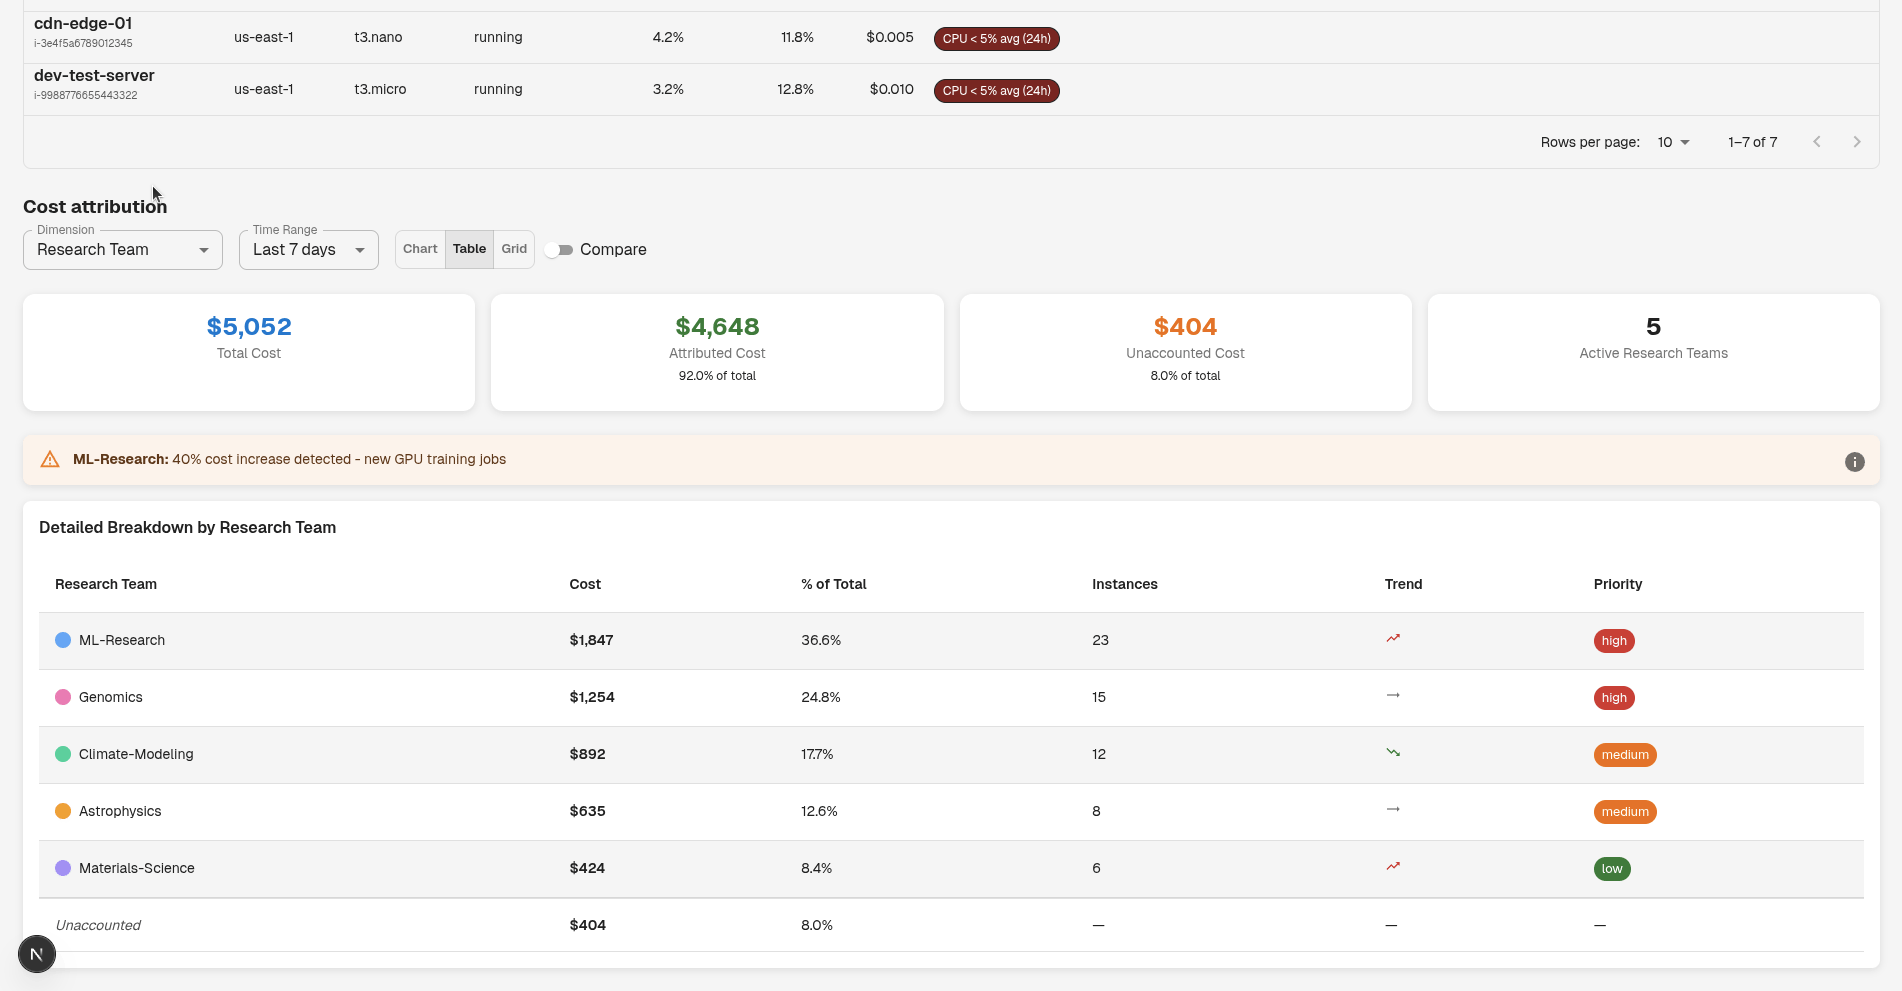 cdn-edge-01
i-3e4f5a6789012345 us-east-1 t3.nano running 4.2% 11.8% $0.005 CPU < 5% avg (24h)
dev-test-server
i-9988776655443322 us-east-1 t3.micro running 3.2% 12.8% $0.010 CPU < 5% avg (24h)
Rows per page: 10 1–7 of 7
Cost attribution
Dimension Time Range
Research Team Last 7 days Chart Table Grid Compare
$5,052 $4,648 $404 5
Total Cost Attributed Cost Unaccounted Cost Active Research Teams
92.0% of total 8.0% of total
ML-Research: 40% cost increase detected - new GPU training jobs
Detailed Breakdown by Research Team
Research Team Cost % of Total Instances Trend Priority
ML-Research $1,847 36.6% 23 high
Genomics $1,254 24.8% 15 high
Climate-Modeling $892 17.7% 12 medium
Astrophysics $635 12.6% 8 medium
Materials-Science $424 8.4% 6 low
Unaccounted $404 8.0% — — —
N